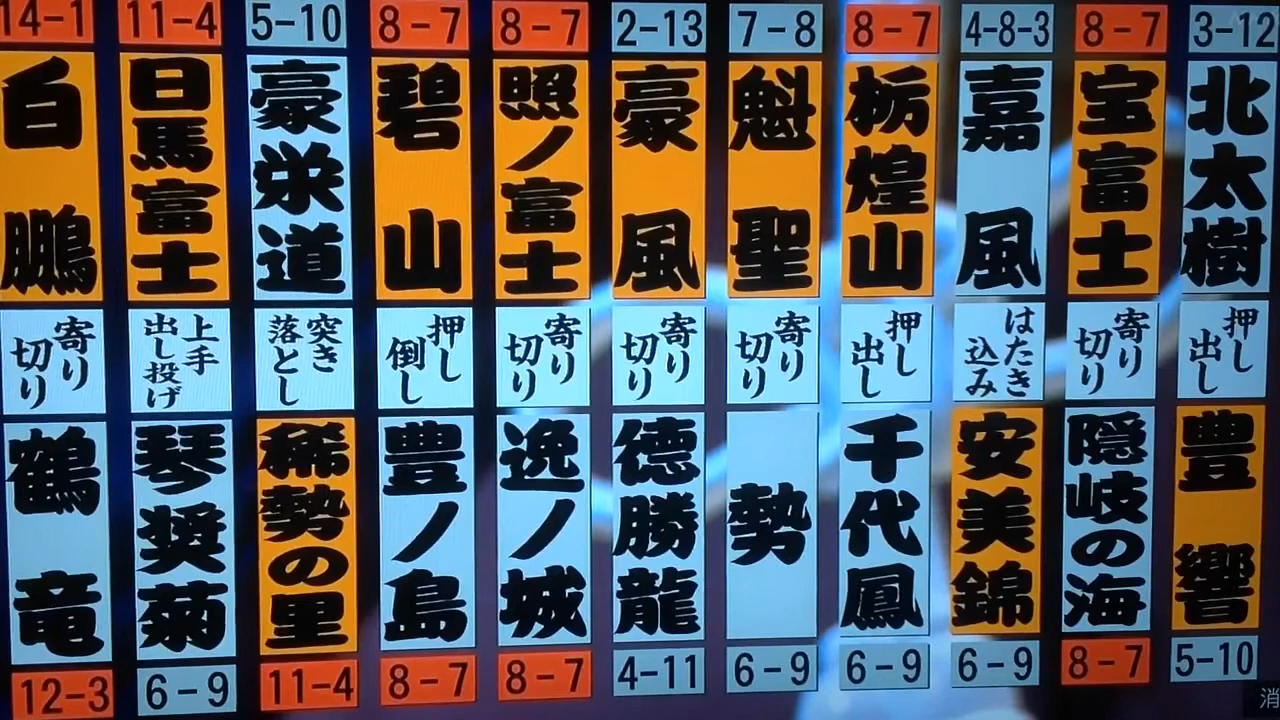 14-1
白鵬
寄り切り
鶴竜
12-3
11-4
日馬富士
上手出し投げ
琴奨菊
6-9
5-10
豪栄道
突き落とし
稀勢の里
11-4
8-7
碧山
押し倒し
豊ノ島
8-7
8-7
照ノ富士
寄り切り
逸ノ城
8-7
2-13
豪風
寄り切り
徳勝龍
4-11
7-8
魁聖
寄り切り
勢
6-9
8-7
栃煌山
押し出し
千代鳳
6-9
4-8-3
嘉風
はたき込み
安美錦
6-9
8-7
宝富士
寄り切り
隠岐の海
8-7
3-12
北太樹
押し出し
豊響
5-10
消